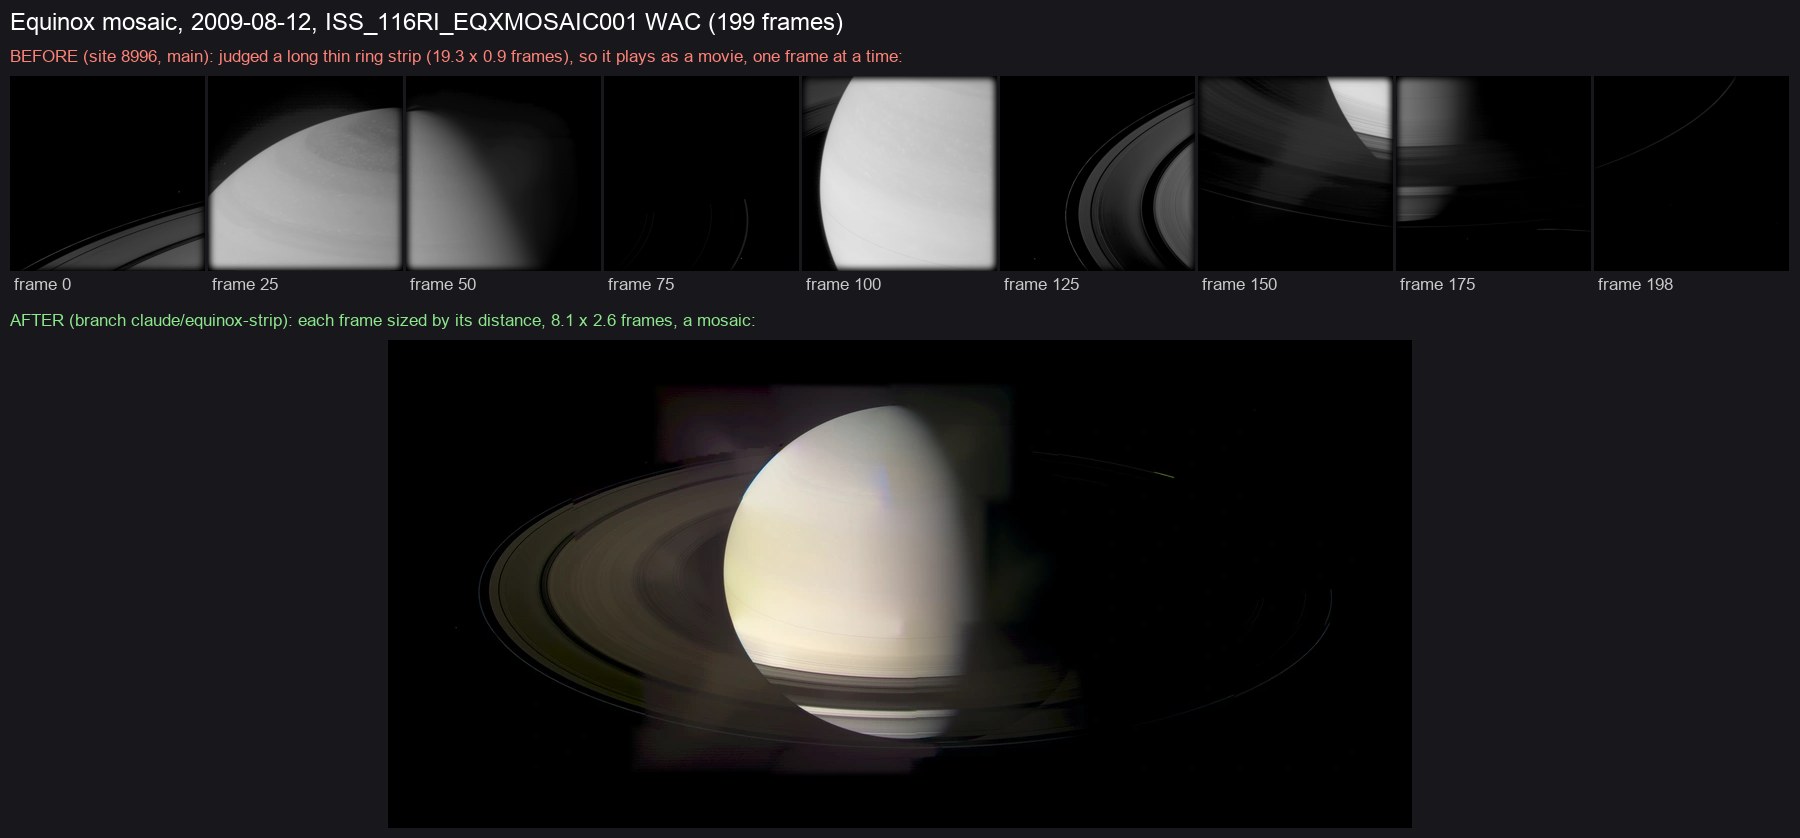 Equinox mosaic, 2009-08-12, ISS_116RI_EQXMOSAIC001 WAC (199 frames)
BEFORE (site 8996, main): judged a long thin ring strip (19.3 x 0.9 frames), so it plays as a movie, one frame at a time:
frame 0
frame 25
frame 50
frame 75
frame 100
frame 125
frame 150
frame 175
frame 198
AFTER (branch claude/equinox-strip): each frame sized by its distance, 8.1 x 2.6 frames, a mosaic: